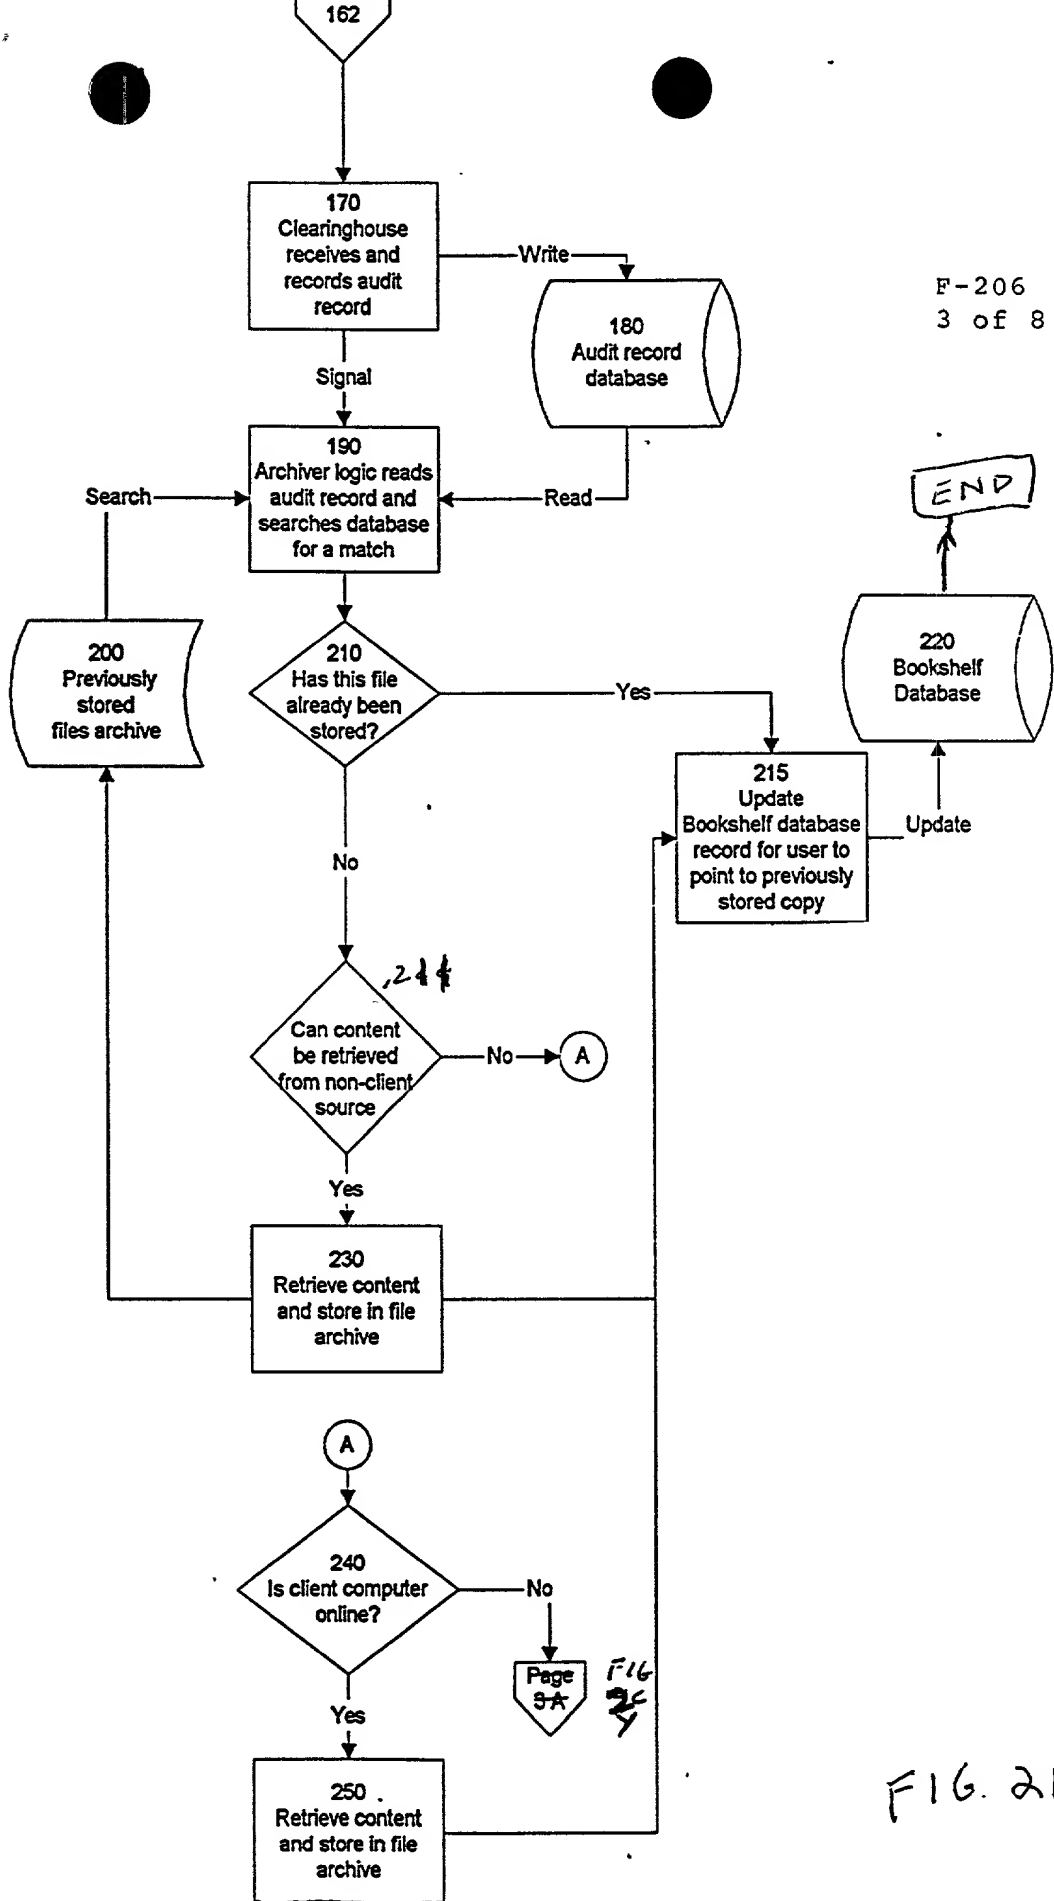 162
170
Clearinghouse
receives and
records audit
record
Write
F-206
3 of 8
180
Audit record
database
Signal
190
Archiver logic reads
audit record and
searches database
for a match
Search
Read
END
200
Previously
stored
files archive
210
Has this file
already been
stored?
Yes
220
Bookshelf
Database
215
Update
Bookshelf database
record for user to
point to previously
stored copy
Update
No
Can content
be retrieved
from non-client
source
No
A
Yes
230
Retrieve content
and store in file
archive
A
240
Is client computer
online?
No
Page
3A
FIG
Yes
250
Retrieve content
and store in file
archive
FIG. 2